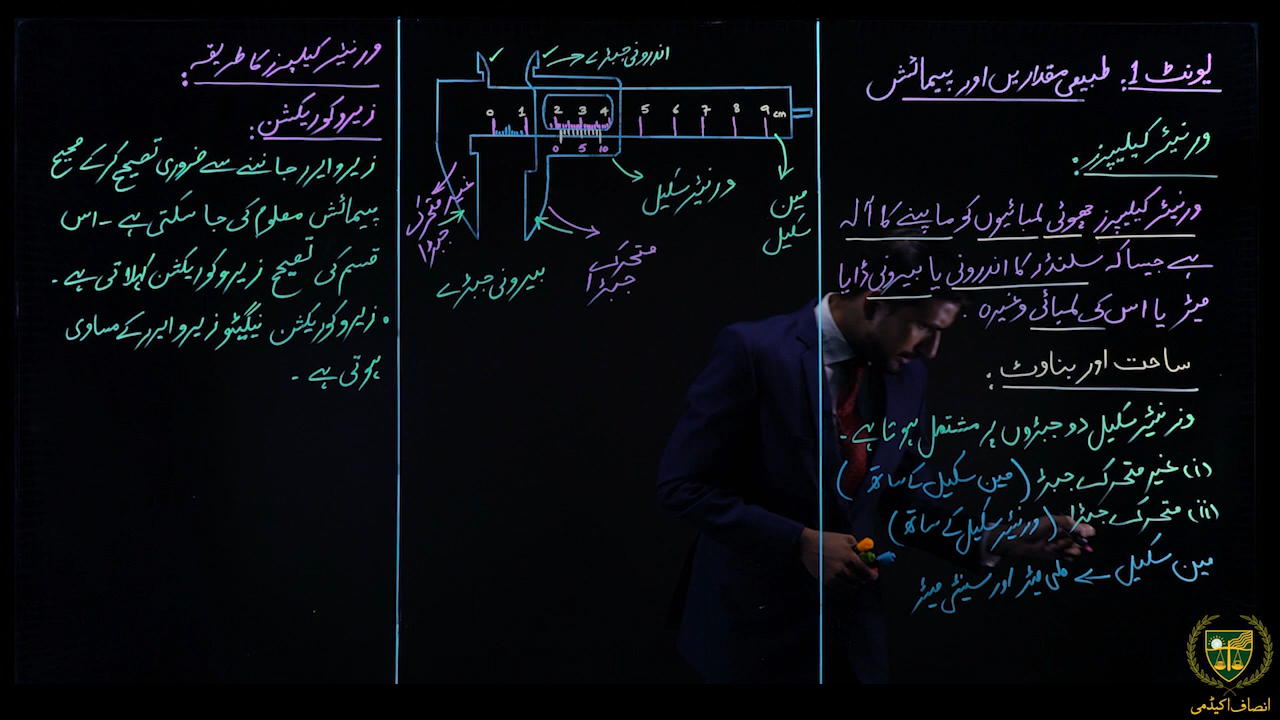 یونٹ 1: طبیعی مقداریں اور پیمائش
ورنیئر کیلیپرز:
ورنیئر کیلیپرز چھوٹی لمبائیوں کو ماپنے کا آلہ
ہے جیسا کہ سلنڈر کا اندرونی یا بیرونی ڈایا
میٹر یا اس کی لمبائی وغیرہ
ساخت اور بناوٹ:
ورنیئر سکیل دو جبڑوں پر مشتمل ہوتا ہے۔
(i) غیر متحرک جبڑ (مین سکیل کے ساتھ)
(ii) متحرک جبڑا (ورنیئر سکیل کے ساتھ)
مین سکیل ← ملی میٹر اور سینٹی میٹر
اندرونی جبڑے
0 1 2 3 4 5 6 7 8 9 cm
0 5 10
ورنیئر سکیل
مین
سکیل
غیر متحرک
جبڑا
متحرک
جبڑا
بیرونی جبڑے
ورنیئر کیلیپرز کا طریقہ:
زیرو کوریکشن:
زیرو ایرر جاننے سے ضروری تصحیح کر کے صحیح
پیمائش معلوم کی جا سکتی ہے۔ اس
قسم کی تصحیح زیرو کوریکشن کہلاتی ہے۔
• زیرو کوریکشن نیگیٹو زیرو ایرر کے مساوی
ہوتی ہے۔
انصاف اکیڈمی